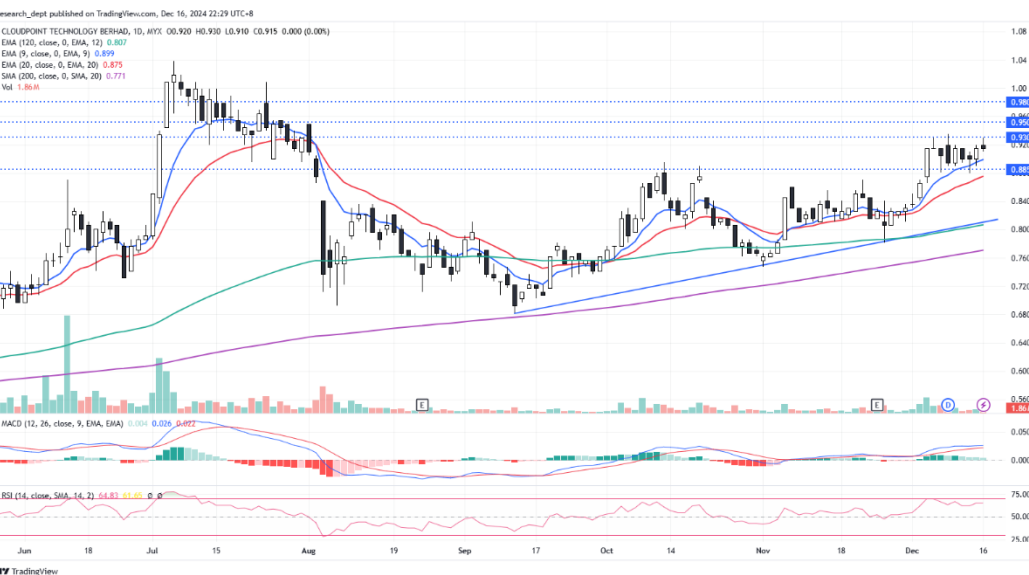 research_dept published on TradingView.com, Dec 16, 2024 22:29 UTC+8
CLOUDPOINT TECHNOLOGY BERHAD, 1D, MYX O0.920 H0.930 L0.910 C0.915 0.000 (0.00%)
EMA (120, close, 0, EMA, 12) 0.807
EMA (9, close, 0, EMA, 9) 0.899
EMA (20, close, 0, EMA, 20) 0.875
SMA (200, close, 0, SMA, 20) 0.771
Vol 1.86M
1.08
1.04
1.00
0.980
0.950
0.930
0.920
0.885
0.840
0.800
0.760
0.720
0.680
0.640
0.600
0.560
1.86
E
E
D
MACD (12, 26, close, 9, EMA, EMA) 0.004 0.026 0.022
0.050
0.000
RSI (14, close, SMA, 14, 2) 64.83 Ø Ø
75.00
50.00
25.00
Jun 18 Jul 15 Aug 19 Sep 17 Oct 14 Nov 18 Dec 16
TradingView